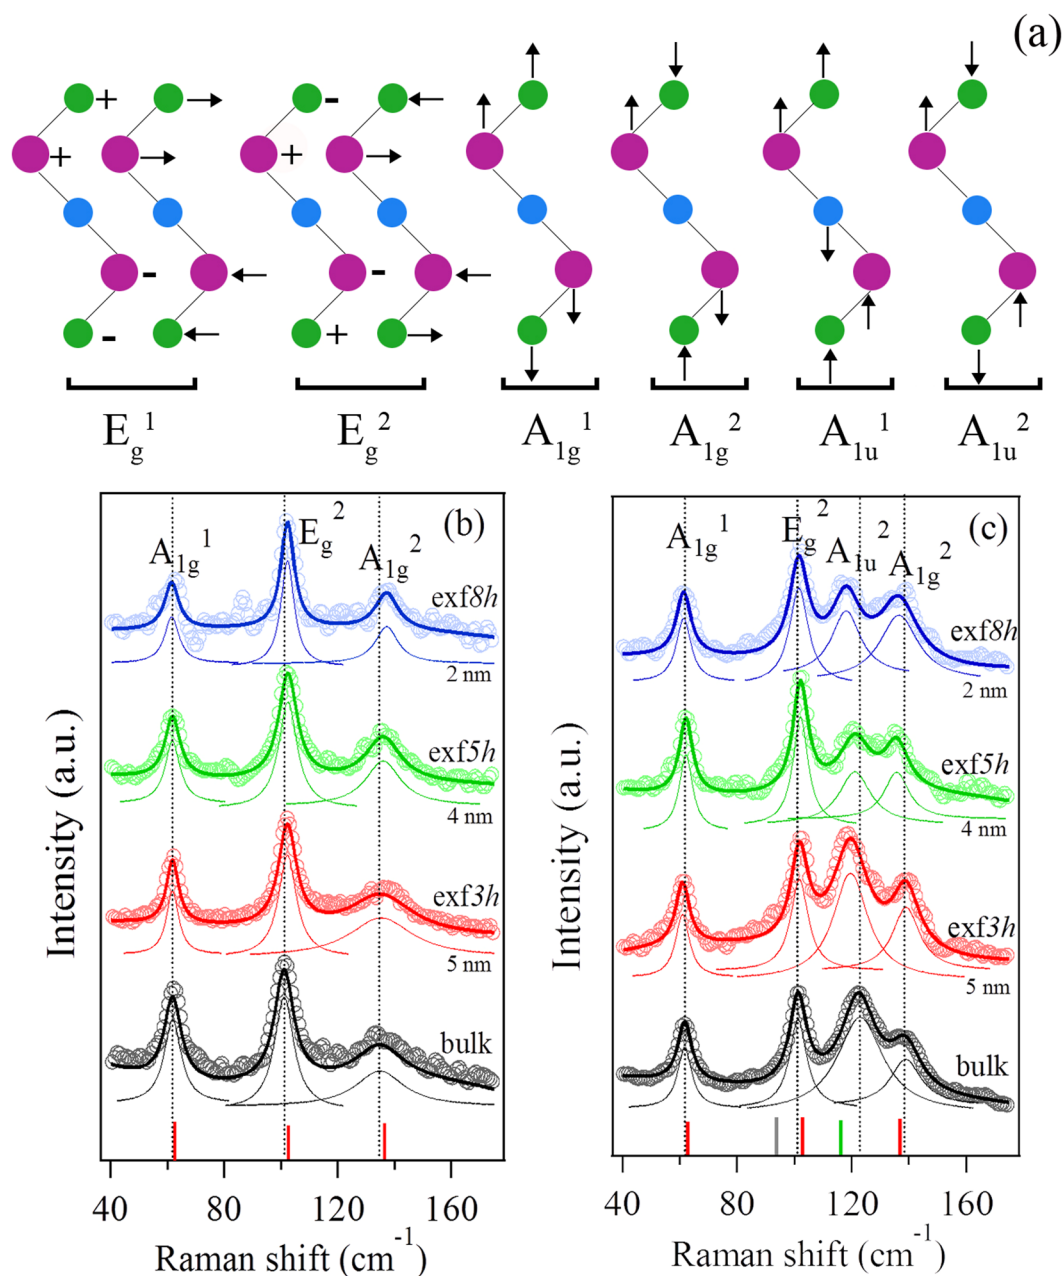 (a)
+ + - -
- + - +
E_g^1 E_g^2 A_1g^1 A_1g^2 A_1u^1 A_1u^2
(b)
A_1g^1 E_g^2 A_1g^2
exf8h
2 nm
exf5h
4 nm
exf3h
5 nm
bulk
Intensity (a.u.)
40 80 120 160
Raman shift (cm^-1)
(c)
A_1g^1 E_g^2 A_1u^2 A_1g^2
exf8h
2 nm
exf5h
4 nm
exf3h
5 nm
bulk
Intensity (a.u.)
40 80 120 160
Raman shift (cm^-1)